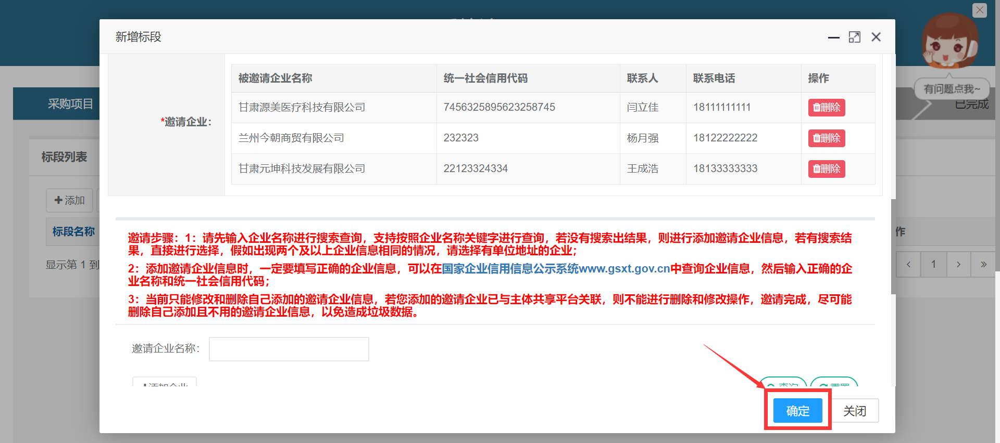 新增标段
有问题点我~
采购项目
已完成
被邀请企业名称 统一社会信用代码 联系人 联系电话 操作
甘肃源美医疗科技有限公司 7456325895623258745 闫立佳 18111111111 删除
*邀请企业：
兰州今朝商贸有限公司 232323 杨月强 18122222222 删除
甘肃元坤科技发展有限公司 22123324334 王成浩 18133333333 删除
标段列表
添加
标段名称
作
显示第 1 到
‹ 1 › »
邀请步骤：1：请先输入企业名称进行搜索查询，支持按照企业名称关键字进行查询，若没有搜索出结果，则进行添加邀请企业信息，若有搜索结
果，直接进行选择，假如出现两个及以上企业信息相同的情况，请选择有单位地址的企业；
2：添加邀请企业信息时，一定要填写正确的企业信息，可以在国家企业信用信息公示系统www.gsxt.gov.cn中查询企业信息，然后输入正确的企
业名称和统一社会信用代码；
3：当前只能修改和删除自己添加的邀请企业信息，若您添加的邀请企业已与主体共享平台关联，则不能进行删除和修改操作，邀请完成，尽可能
删除自己添加且不用的邀请企业信息，以免造成垃圾数据。
邀请企业名称：
添加企业
查询 重置
确定 关闭